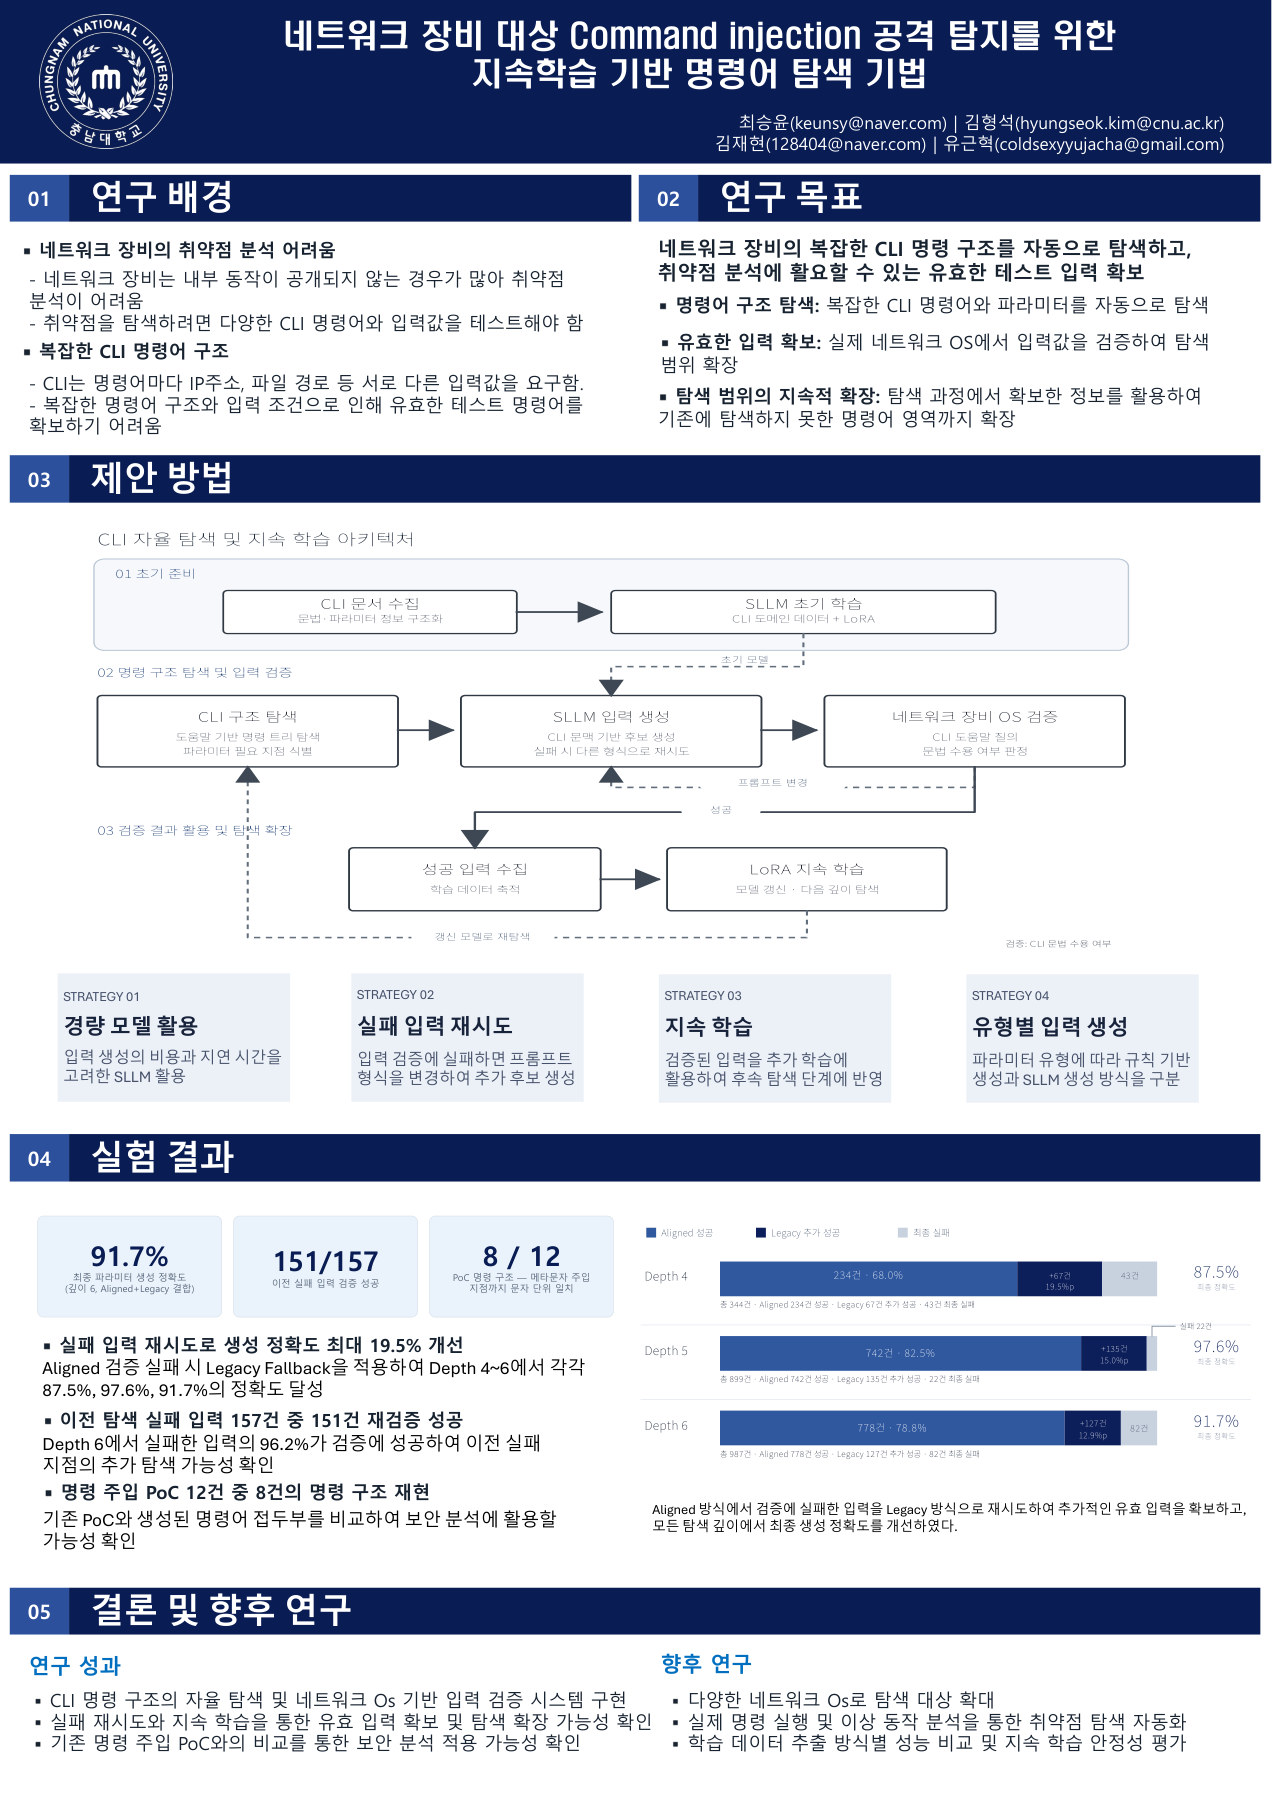 CHUNGNAM NATIONAL UNIVERSITY
충남대학교
네트워크 장비 대상 Command injection 공격 탐지를 위한
지속학습 기반 명령어 탐색 기법
최승윤(keunsy@naver.com) | 김형석(hyungseok.kim@cnu.ac.kr)
김재현(128404@naver.com) | 유근혁(coldsexyyujacha@gmail.com)
01 연구 배경
▪ 네트워크 장비의 취약점 분석 어려움
- 네트워크 장비는 내부 동작이 공개되지 않는 경우가 많아 취약점
분석이 어려움
- 취약점을 탐색하려면 다양한 CLI 명령어와 입력값을 테스트해야 함
▪ 복잡한 CLI 명령어 구조
- CLI는 명령어마다 IP주소, 파일 경로 등 서로 다른 입력값을 요구함.
- 복잡한 명령어 구조와 입력 조건으로 인해 유효한 테스트 명령어를
확보하기 어려움
02 연구 목표
네트워크 장비의 복잡한 CLI 명령 구조를 자동으로 탐색하고,
취약점 분석에 활요할 수 있는 유효한 테스트 입력 확보
▪ 명령어 구조 탐색: 복잡한 CLI 명령어와 파라미터를 자동으로 탐색
▪ 유효한 입력 확보: 실제 네트워크 OS에서 입력값을 검증하여 탐색
범위 확장
▪ 탐색 범위의 지속적 확장: 탐색 과정에서 확보한 정보를 활용하여
기존에 탐색하지 못한 명령어 영역까지 확장
03 제안 방법
CLI 자율 탐색 및 지속 학습 아키텍처
01 초기 준비
CLI 문서 수집
문법·파라미터 정보 구조화
SLLM 초기 학습
CLI 도메인 데이터 + LoRA
초기 모델
02 명령 구조 탐색 및 입력 검증
CLI 구조 탐색
도움말 기반 명령 트리 탐색
파라미터 필요 지점 식별
SLLM 입력 생성
CLI 문맥 기반 후보 생성
실패 시 다른 형식으로 재시도
네트워크 장비 OS 검증
CLI 도움말 질의
문법 수용 여부 판정
프롬프트 변경
성공
03 검증 결과 활용 및 탐색 확장
성공 입력 수집
학습 데이터 축적
LoRA 지속 학습
모델 갱신 · 다음 깊이 탐색
갱신 모델로 재탐색
검증: CLI 문법 수용 여부
STRATEGY 01
경량 모델 활용
입력 생성의 비용과 지연 시간을
고려한 SLLM 활용
STRATEGY 02
실패 입력 재시도
입력 검증에 실패하면 프롬프트
형식을 변경하여 추가 후보 생성
STRATEGY 03
지속 학습
검증된 입력을 추가 학습에
활용하여 후속 탐색 단계에 반영
STRATEGY 04
유형별 입력 생성
파라미터 유형에 따라 규칙 기반
생성과 SLLM 생성 방식을 구분
04 실험 결과
91.7%
최종 파라미터 생성 정확도
(깊이 6, Aligned+Legacy 결합)
151/157
이전 실패 입력 검증 성공
8 / 12
PoC 명령 구조 — 메타문자 주입
지점까지 문자 단위 일치
▪ 실패 입력 재시도로 생성 정확도 최대 19.5% 개선
Aligned 검증 실패 시 Legacy Fallback을 적용하여 Depth 4~6에서 각각
87.5%, 97.6%, 91.7%의 정확도 달성
▪ 이전 탐색 실패 입력 157건 중 151건 재검증 성공
Depth 6에서 실패한 입력의 96.2%가 검증에 성공하여 이전 실패
지점의 추가 탐색 가능성 확인
▪ 명령 주입 PoC 12건 중 8건의 명령 구조 재현
기존 PoC와 생성된 명령어 접두부를 비교하여 보안 분석에 활용할
가능성 확인
Aligned 성공 Legacy 추가 성공 최종 실패
Depth 4
234건 · 68.0%
+67건
19.5%p
43건
87.5%
최종 정확도
총 344건 · Aligned 234건 성공 · Legacy 67건 추가 성공 · 43건 최종 실패
실패 22건
Depth 5
742건 · 82.5%
+135건
15.0%p
97.6%
최종 정확도
총 899건 · Aligned 742건 성공 · Legacy 135건 추가 성공 · 22건 최종 실패
Depth 6
778건 · 78.8%
+127건
12.9%p
82건
91.7%
최종 정확도
총 987건 · Aligned 778건 성공 · Legacy 127건 추가 성공 · 82건 최종 실패
Aligned 방식에서 검증에 실패한 입력을 Legacy 방식으로 재시도하여 추가적인 유효 입력을 확보하고,
모든 탐색 깊이에서 최종 생성 정확도를 개선하였다.
05 결론 및 향후 연구
연구 성과
▪ CLI 명령 구조의 자율 탐색 및 네트워크 Os 기반 입력 검증 시스템 구현
▪ 실패 재시도와 지속 학습을 통한 유효 입력 확보 및 탐색 확장 가능성 확인
▪ 기존 명령 주입 PoC와의 비교를 통한 보안 분석 적용 가능성 확인
향후 연구
▪ 다양한 네트워크 Os로 탐색 대상 확대
▪ 실제 명령 실행 및 이상 동작 분석을 통한 취약점 탐색 자동화
▪ 학습 데이터 추출 방식별 성능 비교 및 지속 학습 안정성 평가